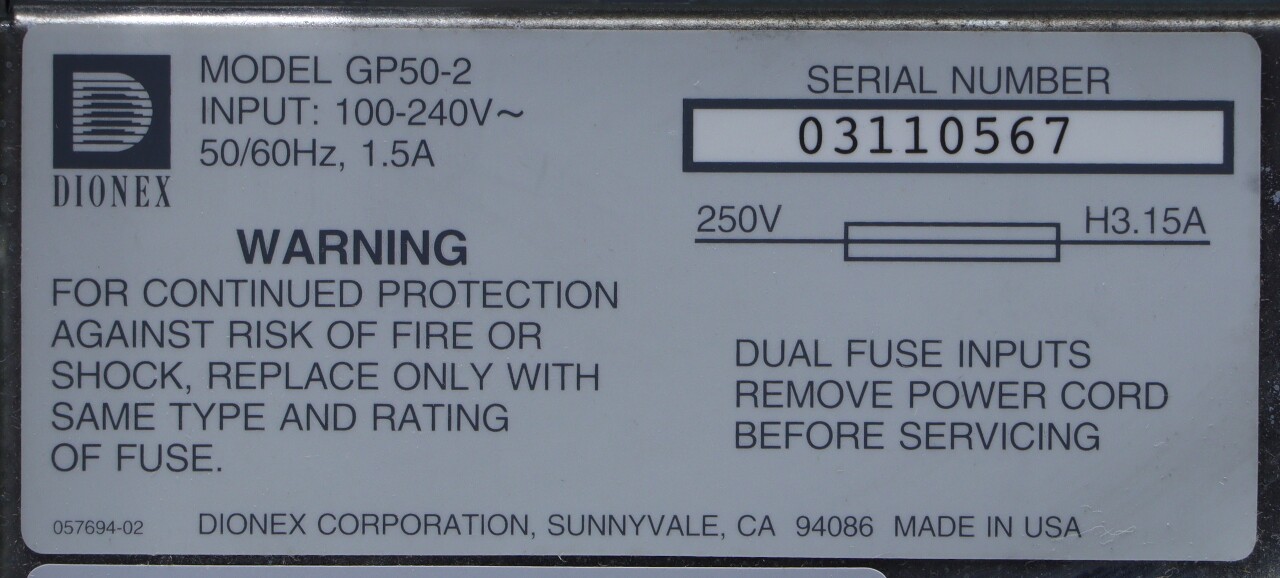 MODEL GP50-2
INPUT: 100-240V~
50/60Hz, 1.5A
DIONEX
SERIAL NUMBER
03110567
250V H3.15A
WARNING
FOR CONTINUED PROTECTION
AGAINST RISK OF FIRE OR
SHOCK, REPLACE ONLY WITH
SAME TYPE AND RATING
OF FUSE.
DUAL FUSE INPUTS
REMOVE POWER CORD
BEFORE SERVICING
057694-02 DIONEX CORPORATION, SUNNYVALE, CA 94086 MADE IN USA